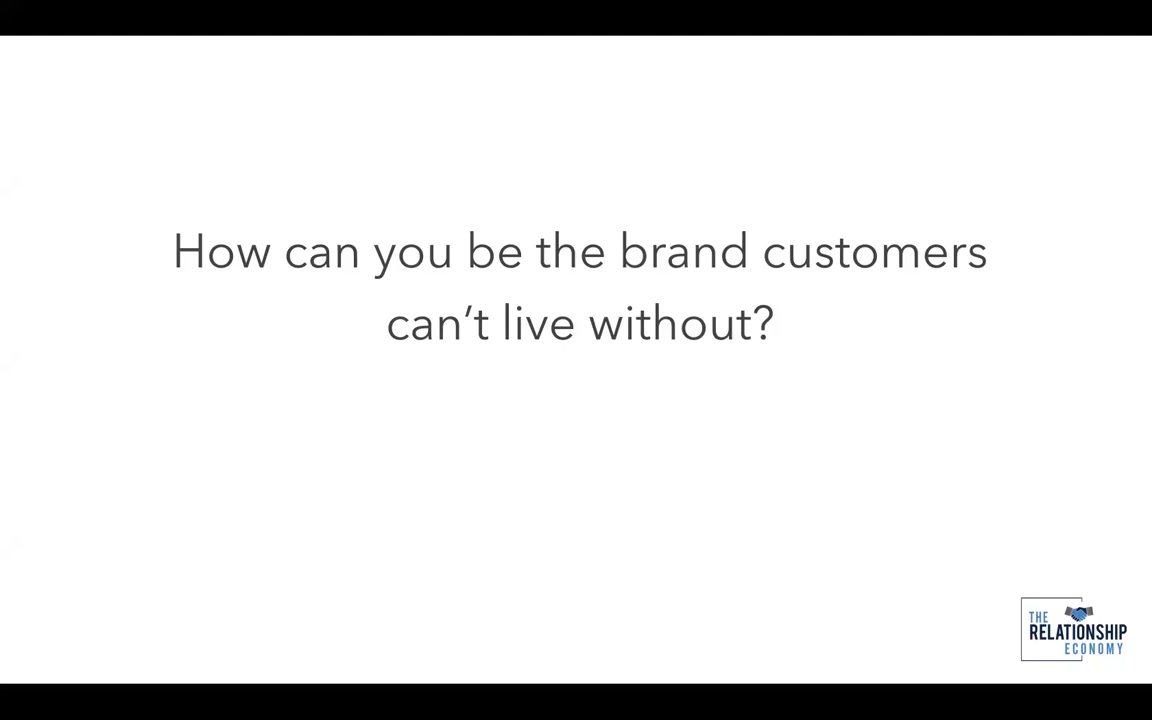 How can you be the brand customers
can’t live without?
THE
RELATIONSHIP
ECONOMY